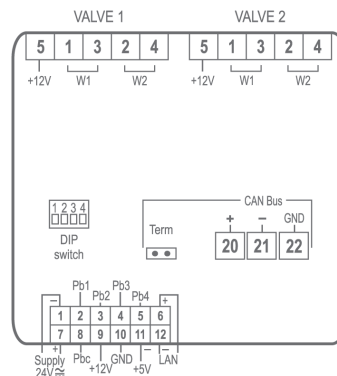 VALVE 1 VALVE 2
5 1 3 2 4 5 1 3 2 4
+12V W1 W2 +12V W1 W2
1 2 3 4
DIP
switch
Term
CAN Bus
+ − GND
20 21 22
Pb1 Pb3
Pb2 Pb4
− +
1 2 3 4 5 6
7 8 9 10 11 12
+ − −
Supply Pbc GND LAN
24V≂ +12V +5V